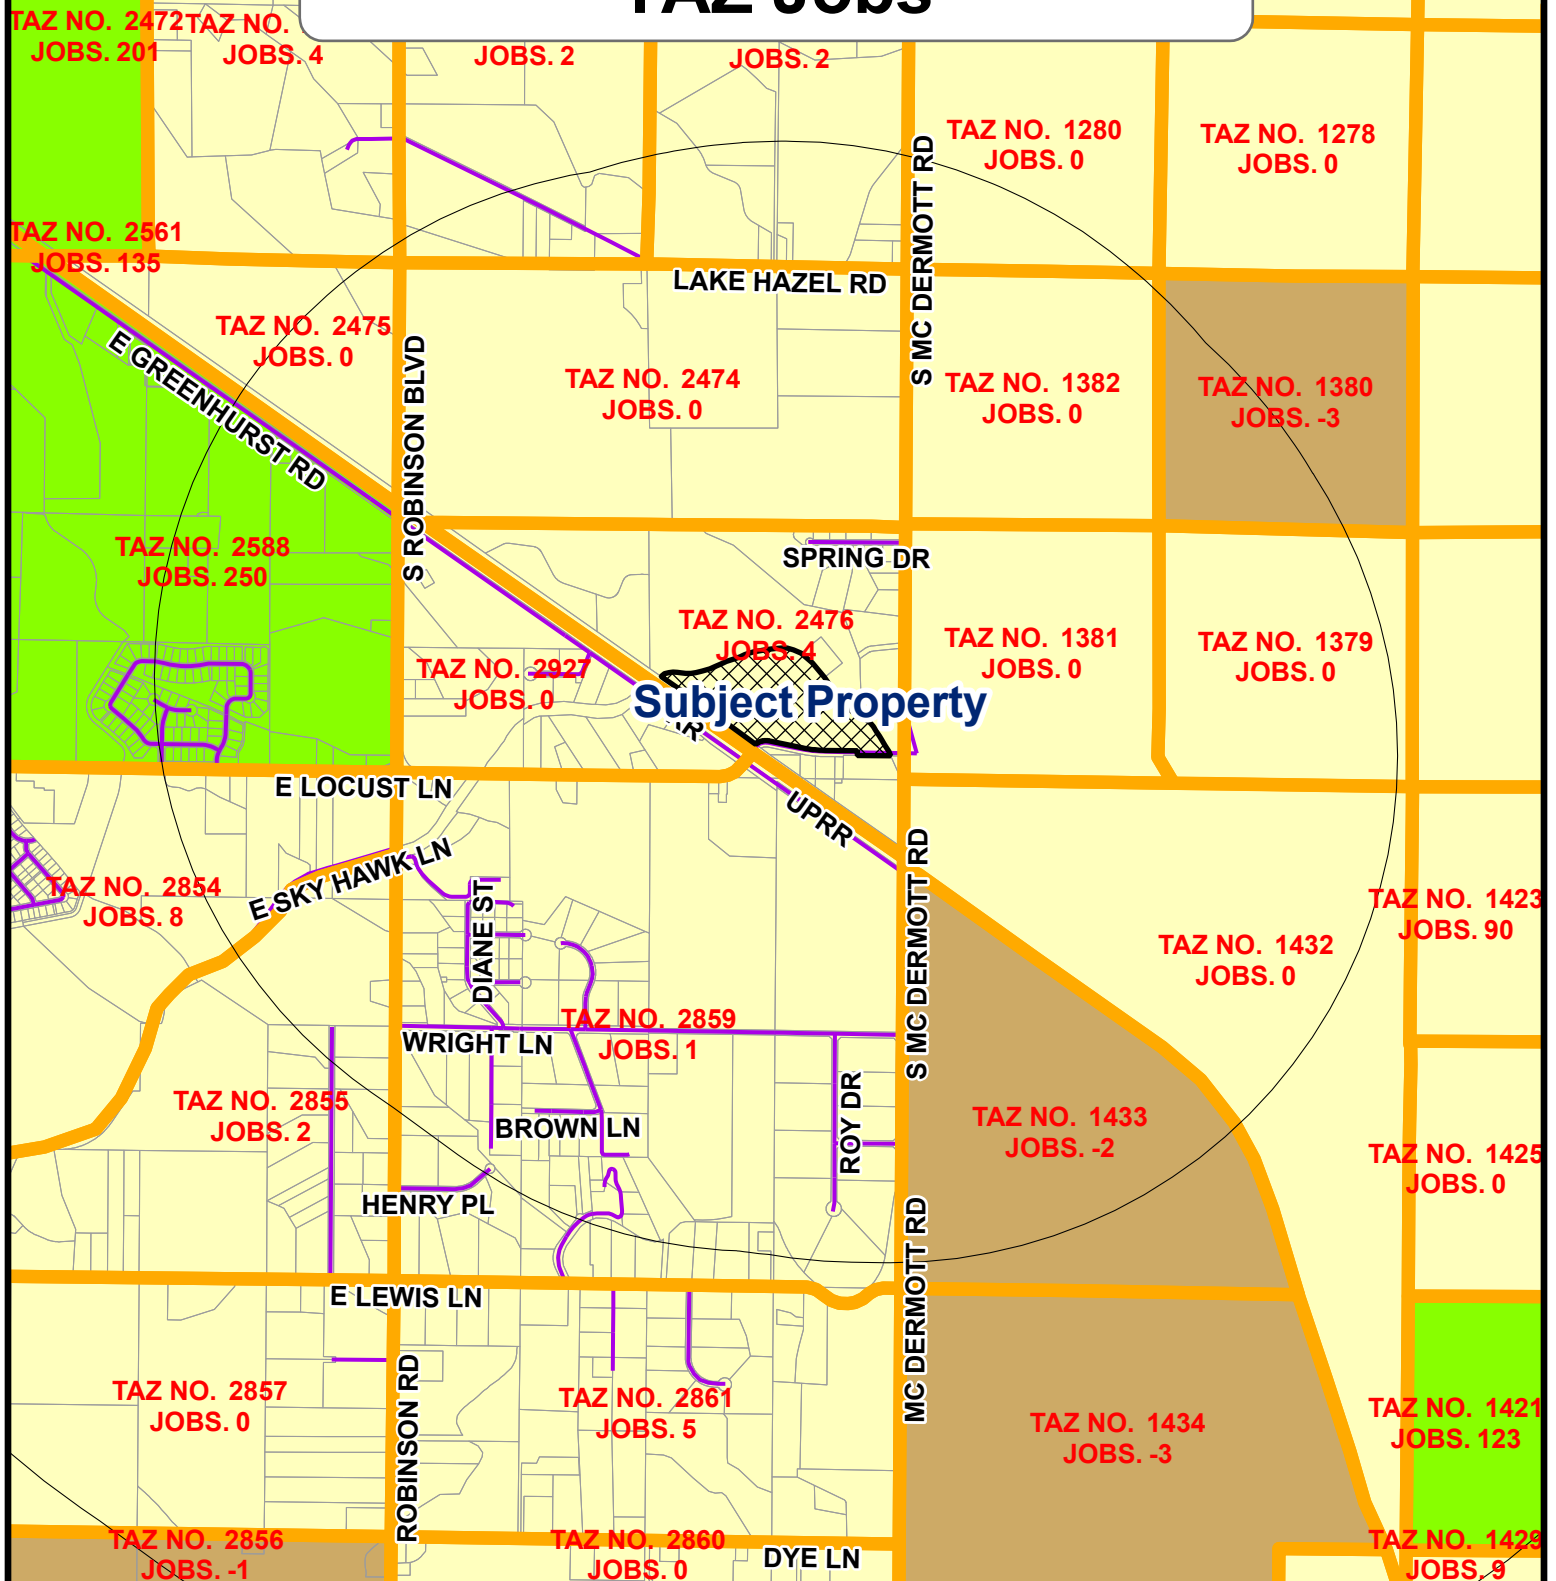 TAZ Jobs
TAZ NO. 2472
JOBS. 201
TAZ NO.
JOBS. 4
JOBS. 2
JOBS. 2
TAZ NO. 1280
JOBS. 0
TAZ NO. 1278
JOBS. 0
S MC DERMOTT RD
TAZ NO. 2561
JOBS. 135
LAKE HAZEL RD
TAZ NO. 2475
JOBS. 0
E GREENHURST RD
S ROBINSON BLVD
TAZ NO. 2474
JOBS. 0
TAZ NO. 1382
JOBS. 0
TAZ NO. 1380
JOBS. -3
TAZ NO. 2588
JOBS. 250
SPRING DR
TAZ NO. 2476
JOBS. 4
TAZ NO. 1381
JOBS. 0
TAZ NO. 1379
JOBS. 0
TAZ NO. 2927
JOBS. 0
Subject Property
E LOCUST LN
UPRR
E SKY HAWK LN
S MC DERMOTT RD
TAZ NO. 2854
JOBS. 8
DIANE ST
TAZ NO. 1423
JOBS. 90
TAZ NO. 1432
JOBS. 0
TAZ NO. 2859
JOBS. 1
WRIGHT LN
TAZ NO. 2855
JOBS. 2
BROWN LN
ROY DR
TAZ NO. 1433
JOBS. -2
TAZ NO. 1425
JOBS. 0
HENRY PL
MC DERMOTT RD
E LEWIS LN
ROBINSON RD
TAZ NO. 2857
JOBS. 0
TAZ NO. 2861
JOBS. 5
TAZ NO. 1434
JOBS. -3
TAZ NO. 1421
JOBS. 123
TAZ NO. 2856
JOBS. -1
TAZ NO. 2860
JOBS. 0
DYE LN
TAZ NO. 1429
JOBS. 9